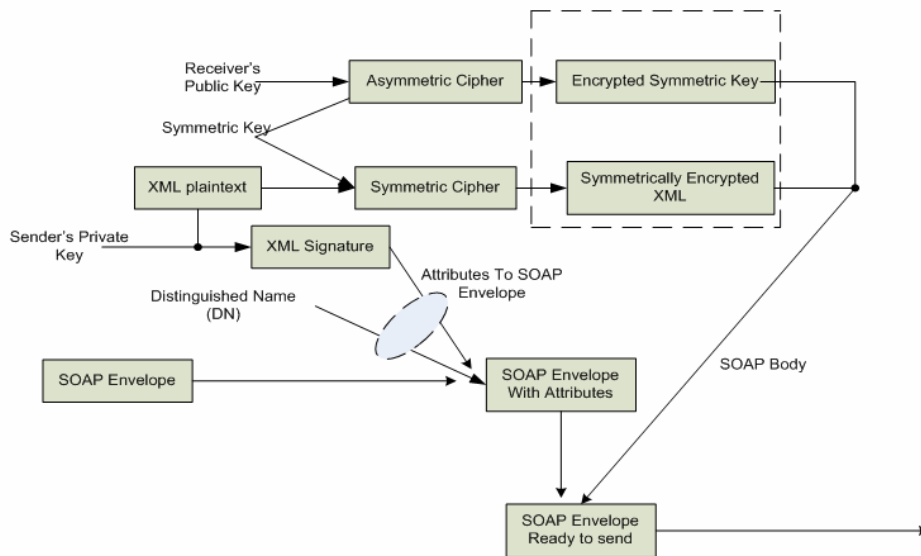 Receiver's
Public Key
Asymmetric Cipher
Encrypted Symmetric Key
Symmetric Key
XML plaintext
Symmetric Cipher
Symmetrically Encrypted
XML
Sender's Private
Key
XML Signature
Attributes To SOAP
Envelope
Distinguished Name
(DN)
SOAP Envelope
SOAP Envelope
With Attributes
SOAP Body
SOAP Envelope
Ready to send